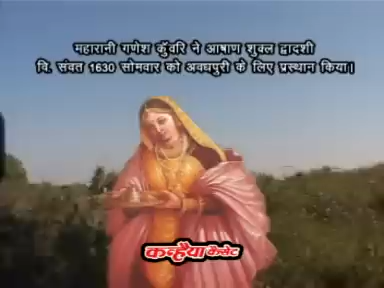 महारानी गणेश कुँवरि ने आषाण शुक्ल द्वादशी
वि. संवत 1630 सोमवार को अवधपुरी के लिए प्रस्थान किया।
कन्हैया कैसेट